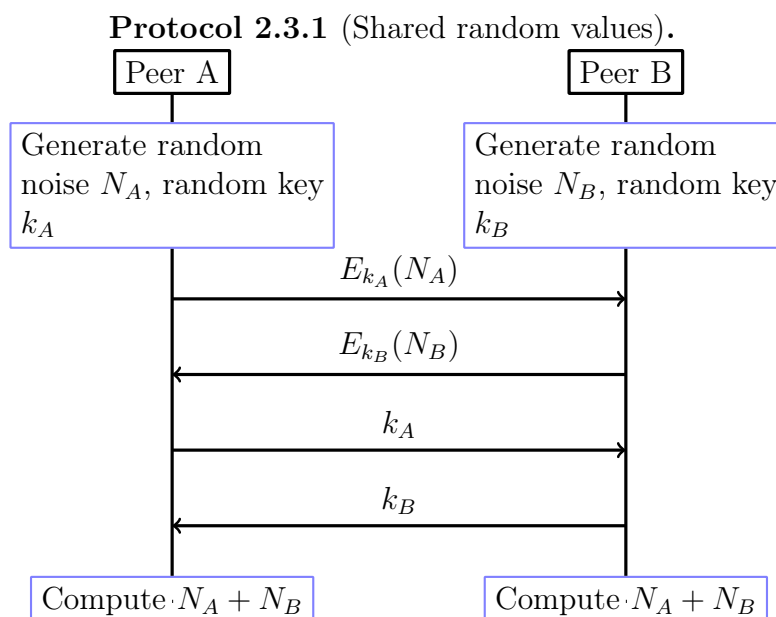 Protocol 2.3.1 (Shared random values).
Peer A
Peer B
Generate random
noise N_A, random key
k_A
Generate random
noise N_B, random key
k_B
E_{k_A}(N_A)
E_{k_B}(N_B)
k_A
k_B
Compute N_A + N_B
Compute N_A + N_B